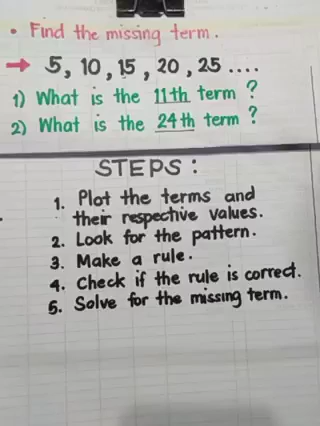 • Find the missing term.
→ 5, 10, 15, 20, 25 ....
1) What is the 11th term ?
2) What is the 24th term ?
STEPS :
1. Plot the terms and
their respective values.
2. Look for the pattern.
3. Make a rule.
4. Check if the rule is correct.
5. Solve for the missing term.